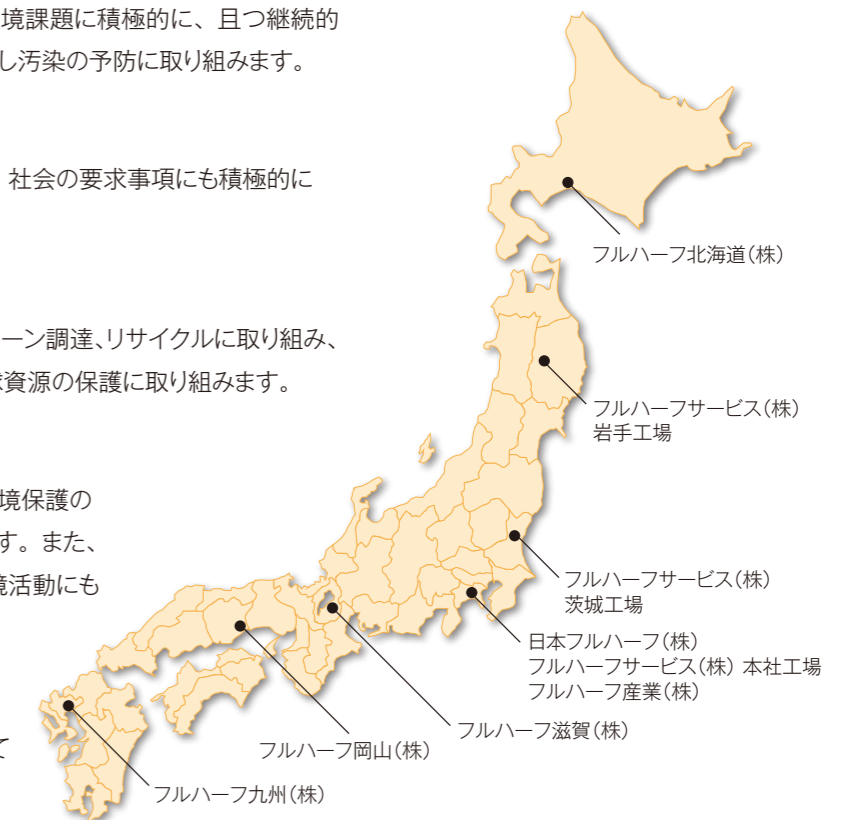 境課題に積極的に、且つ継続的
し汚染の予防に取り組みます。
社会の要求事項にも積極的に
ーン調達、リサイクルに取り組み、
資源の保護に取り組みます。
境保護の
す。また、
境活動にも
て
フルハーフ北海道(株)
フルハーフサービス(株)
岩手工場
フルハーフサービス(株)
茨城工場
日本フルハーフ(株)
フルハーフサービス(株) 本社工場
フルハーフ産業(株)
フルハーフ滋賀(株)
フルハーフ岡山(株)
フルハーフ九州(株)